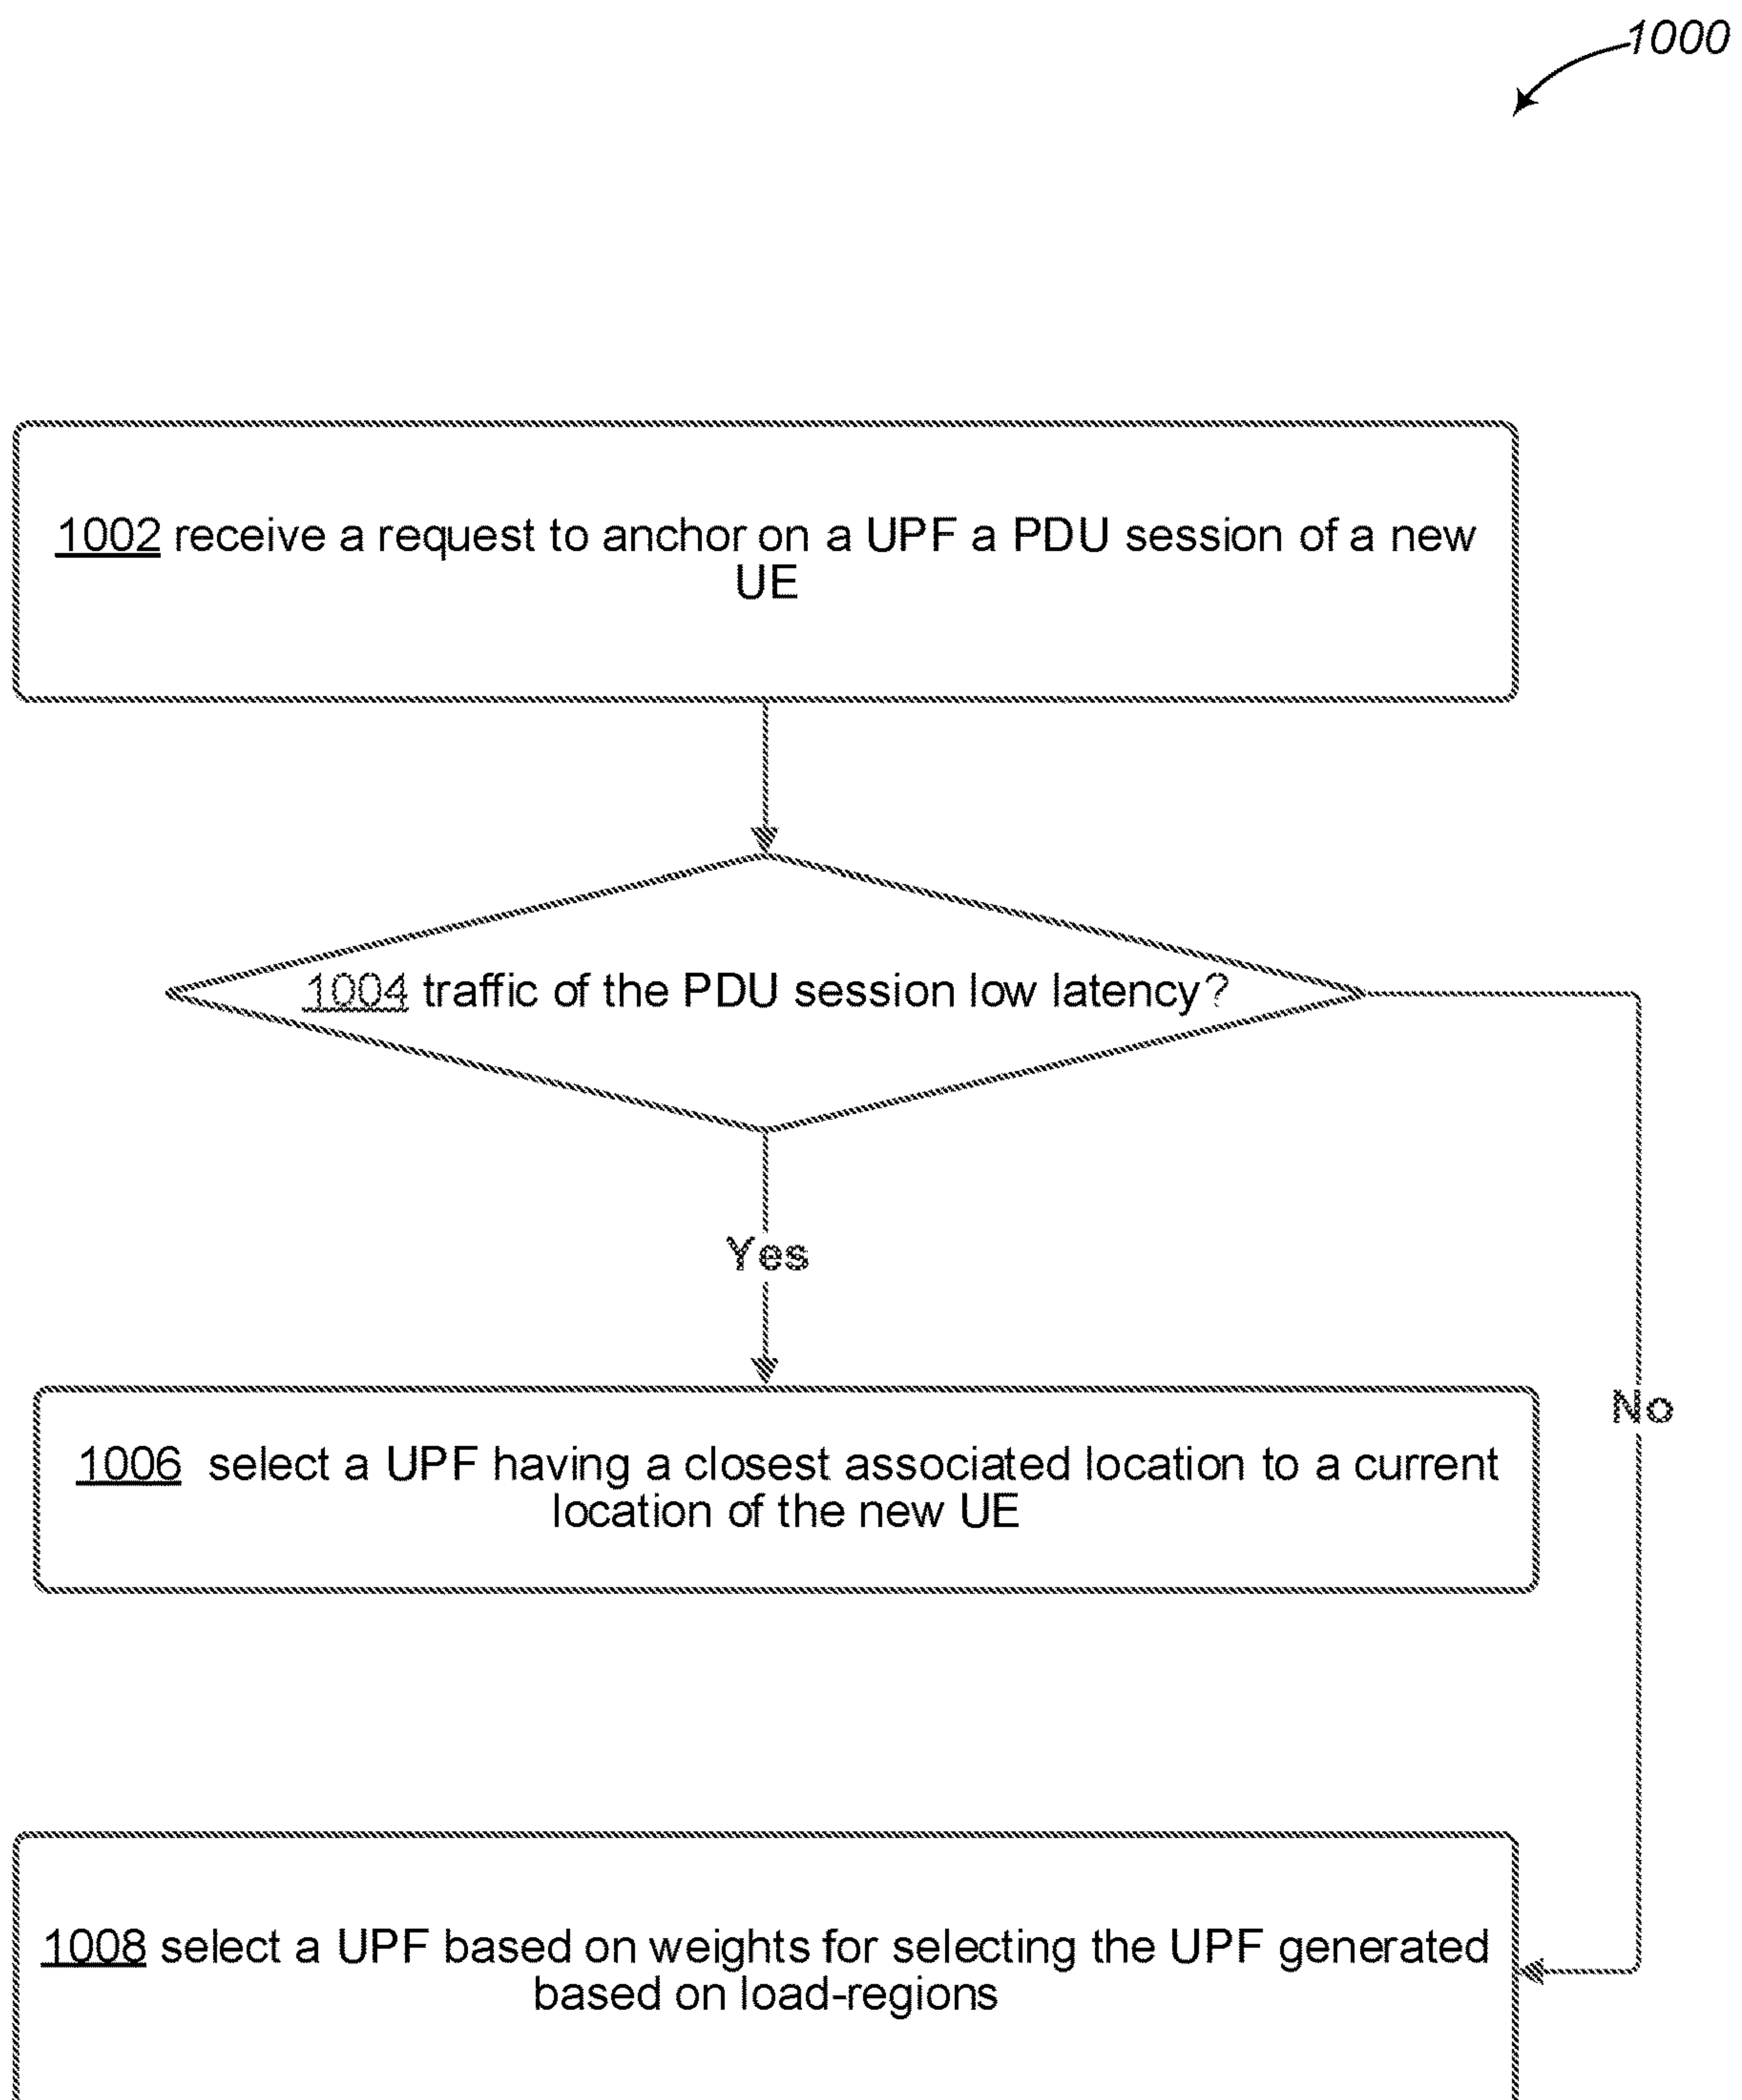 1000
1002 receive a request to anchor on a UPF a PDU session of a new
UE
1004 traffic of the PDU session low latency?
Yes
No
1006 select a UPF having a closest associated location to a current
location of the new UE
1008 select a UPF based on weights for selecting the UPF generated
based on load-regions